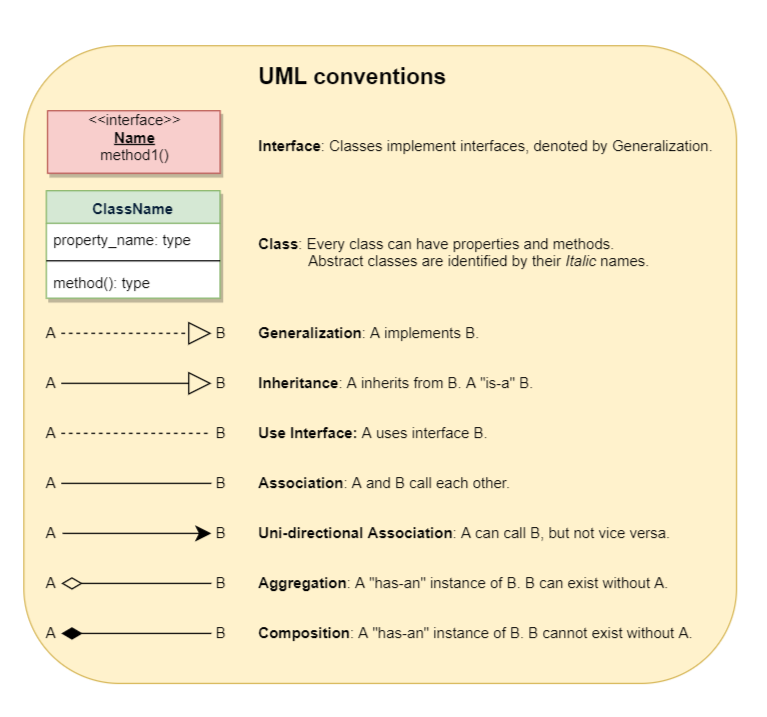 UML conventions
<<interface>>
Name
method1()
Interface: Classes implement interfaces, denoted by Generalization.
ClassName
property_name: type
method(): type
Class: Every class can have properties and methods.
Abstract classes are identified by their Italic names.
A B Generalization: A implements B.
A B Inheritance: A inherits from B. A "is-a" B.
A B Use Interface: A uses interface B.
A B Association: A and B call each other.
A B Uni-directional Association: A can call B, but not vice versa.
A B Aggregation: A "has-an" instance of B. B can exist without A.
A B Composition: A "has-an" instance of B. B cannot exist without A.